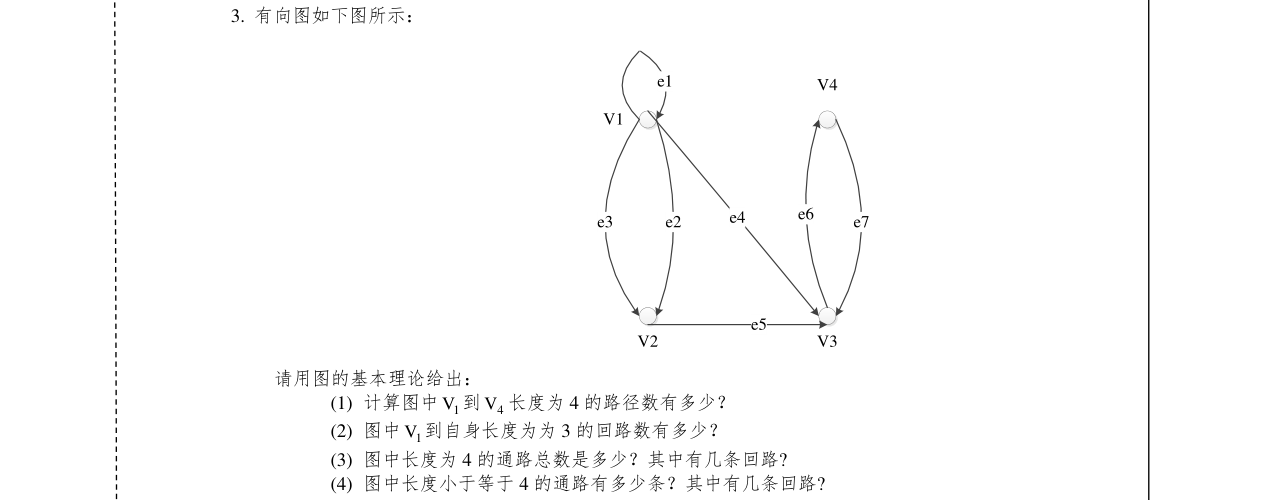 3. 有向图如下图所示：
e1
V4
V1
e3
e2
e4
e6
e7
e5
V2
V3
请用图的基本理论给出：
(1) 计算图中 V₁到 V₄ 长度为 4 的路径数有多少？
(2) 图中 V₁到自身长度为为 3 的回路数有多少？
(3) 图中长度为 4 的通路总数是多少？其中有几条回路？
(4) 图中长度小于等于 4 的通路有多少条？其中有几条回路？